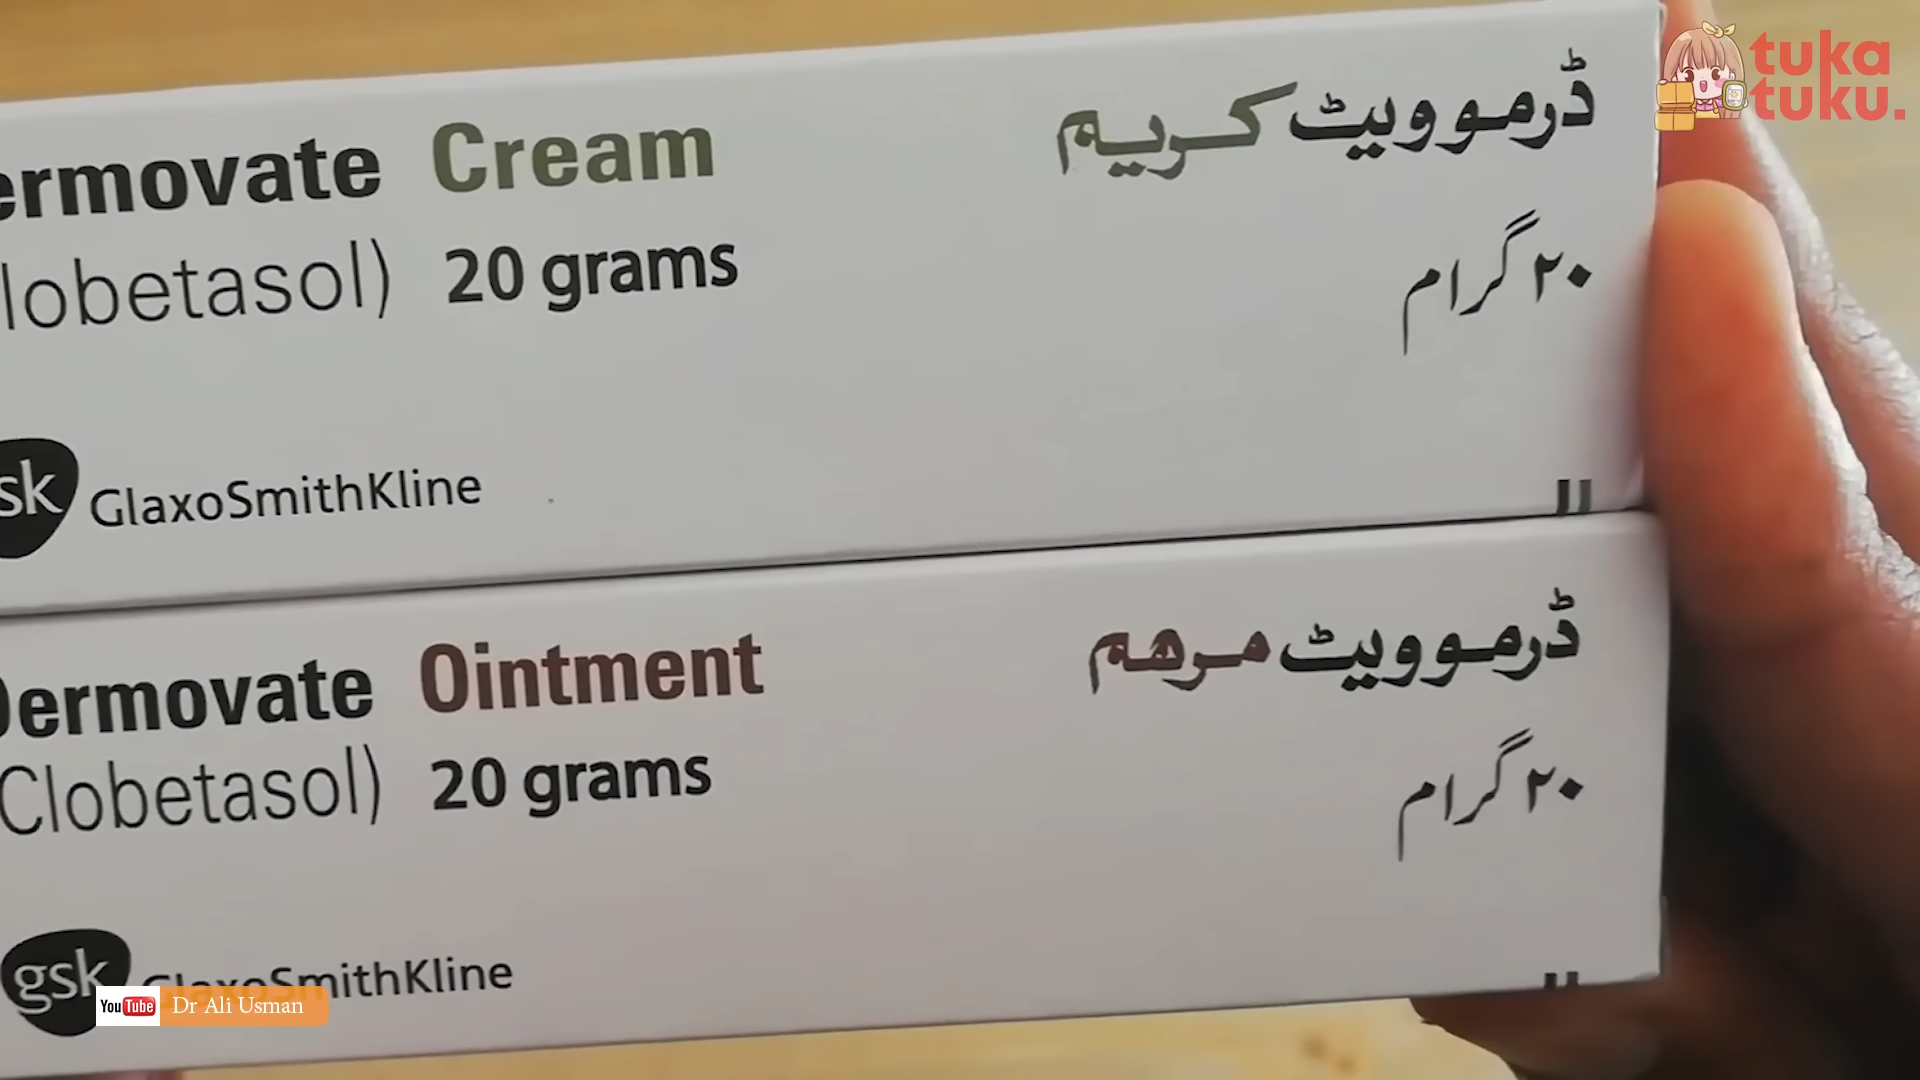 tuka
tuku.
ermovate Cream
lobetasol) 20 grams
ڈرموویٹ کریم
۲۰ گرام
sk GlaxoSmithKline
Dermovate Ointment
Clobetasol) 20 grams
ڈرموویٹ مرہم
۲۰ گرام
gsk GlaxoSmithKline
YouTube Dr Ali Usman